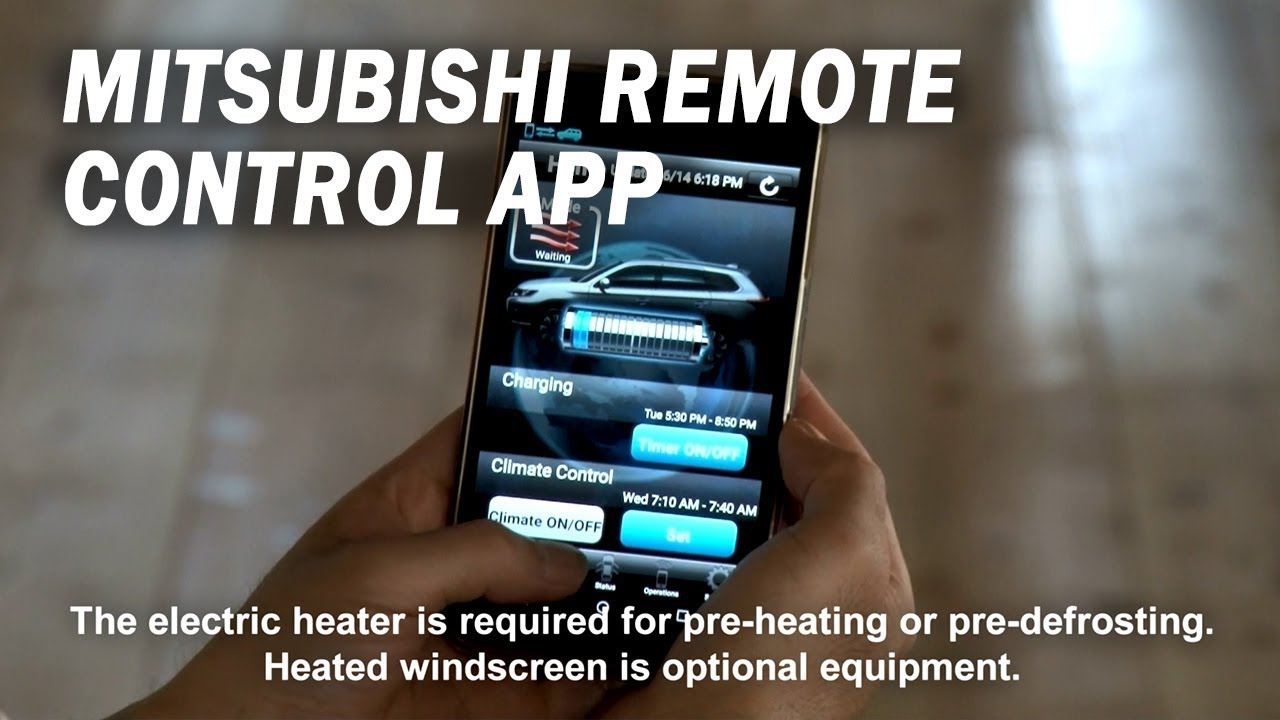 MITSUBISHI REMOTE
CONTROL APP
6/14 6:18 PM
Waiting
Charging
Tue 5:30 PM - 8:50 PM
Timer ON/OFF
Climate Control
Wed 7:10 AM - 7:40 AM
Climate ON/OFF
Set
Status
Operations
The electric heater is required for pre-heating or pre-defrosting.
Heated windscreen is optional equipment.